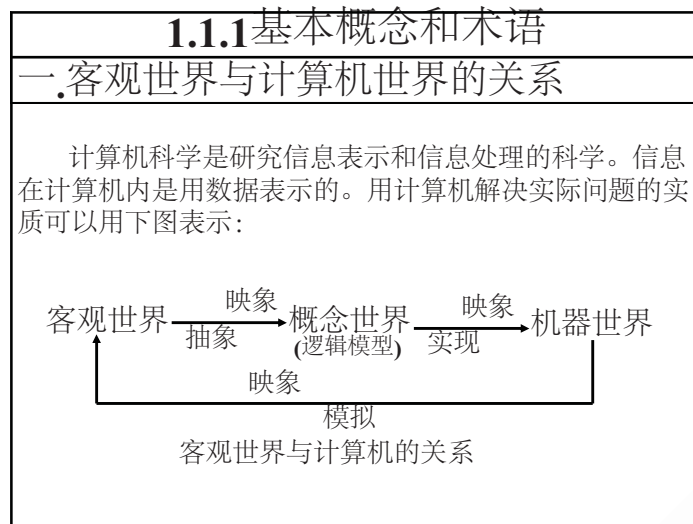 1.1.1基本概念和术语
一.客观世界与计算机世界的关系
计算机科学是研究信息表示和信息处理的科学。信息
在计算机内是用数据表示的。用计算机解决实际问题的实
质可以用下图表示:
映象 映象
客观世界 概念世界 机器世界
抽象 (逻辑模型) 实现
映象
模拟
客观世界与计算机的关系